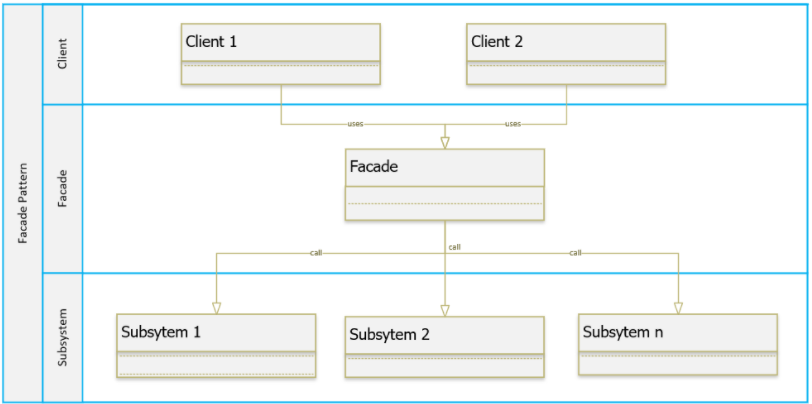 Facade Pattern
Client
Client 1
Client 2
uses
uses
Facade
Facade
call
call
call
Subsystem
Subsytem 1
Subsytem 2
Subsytem n